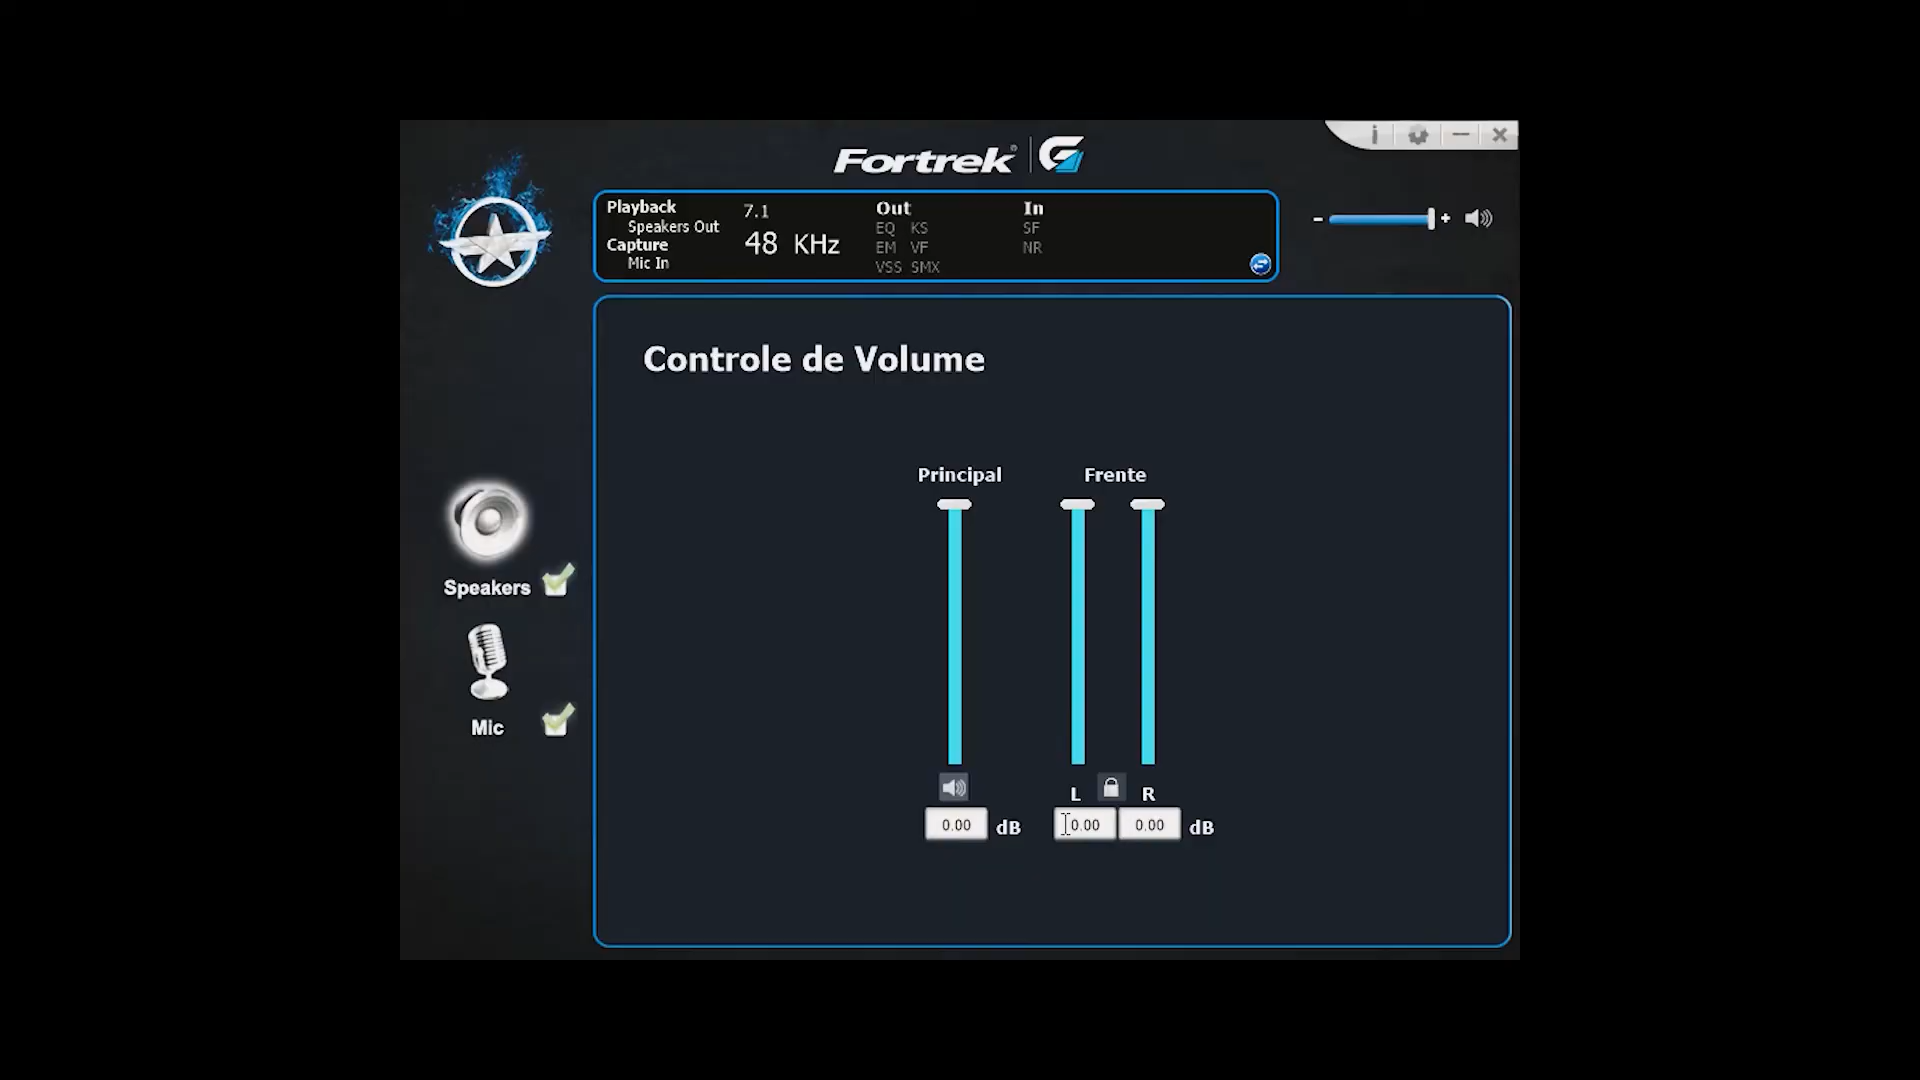 Fortrek®
Playback
Speakers Out
Capture
Mic In
7.1
48 KHz
Out
EQ KS
EM VF
VSS SMX
In
SF
NR
- +
Controle de Volume
Principal
Frente
Speakers
Mic
L R
0.00 dB
0.00 0.00 dB